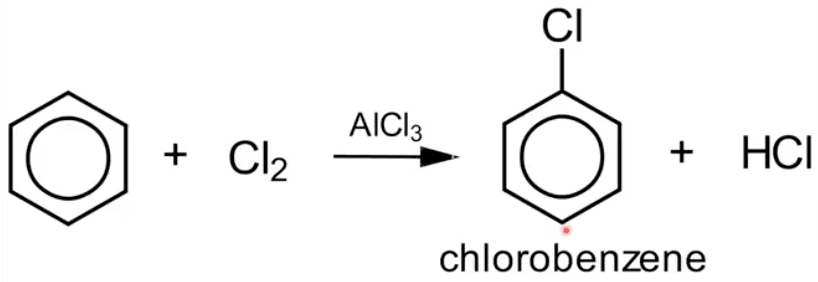 Cl
+ Cl₂ AlCl₃ + HCl
chlorobenzene